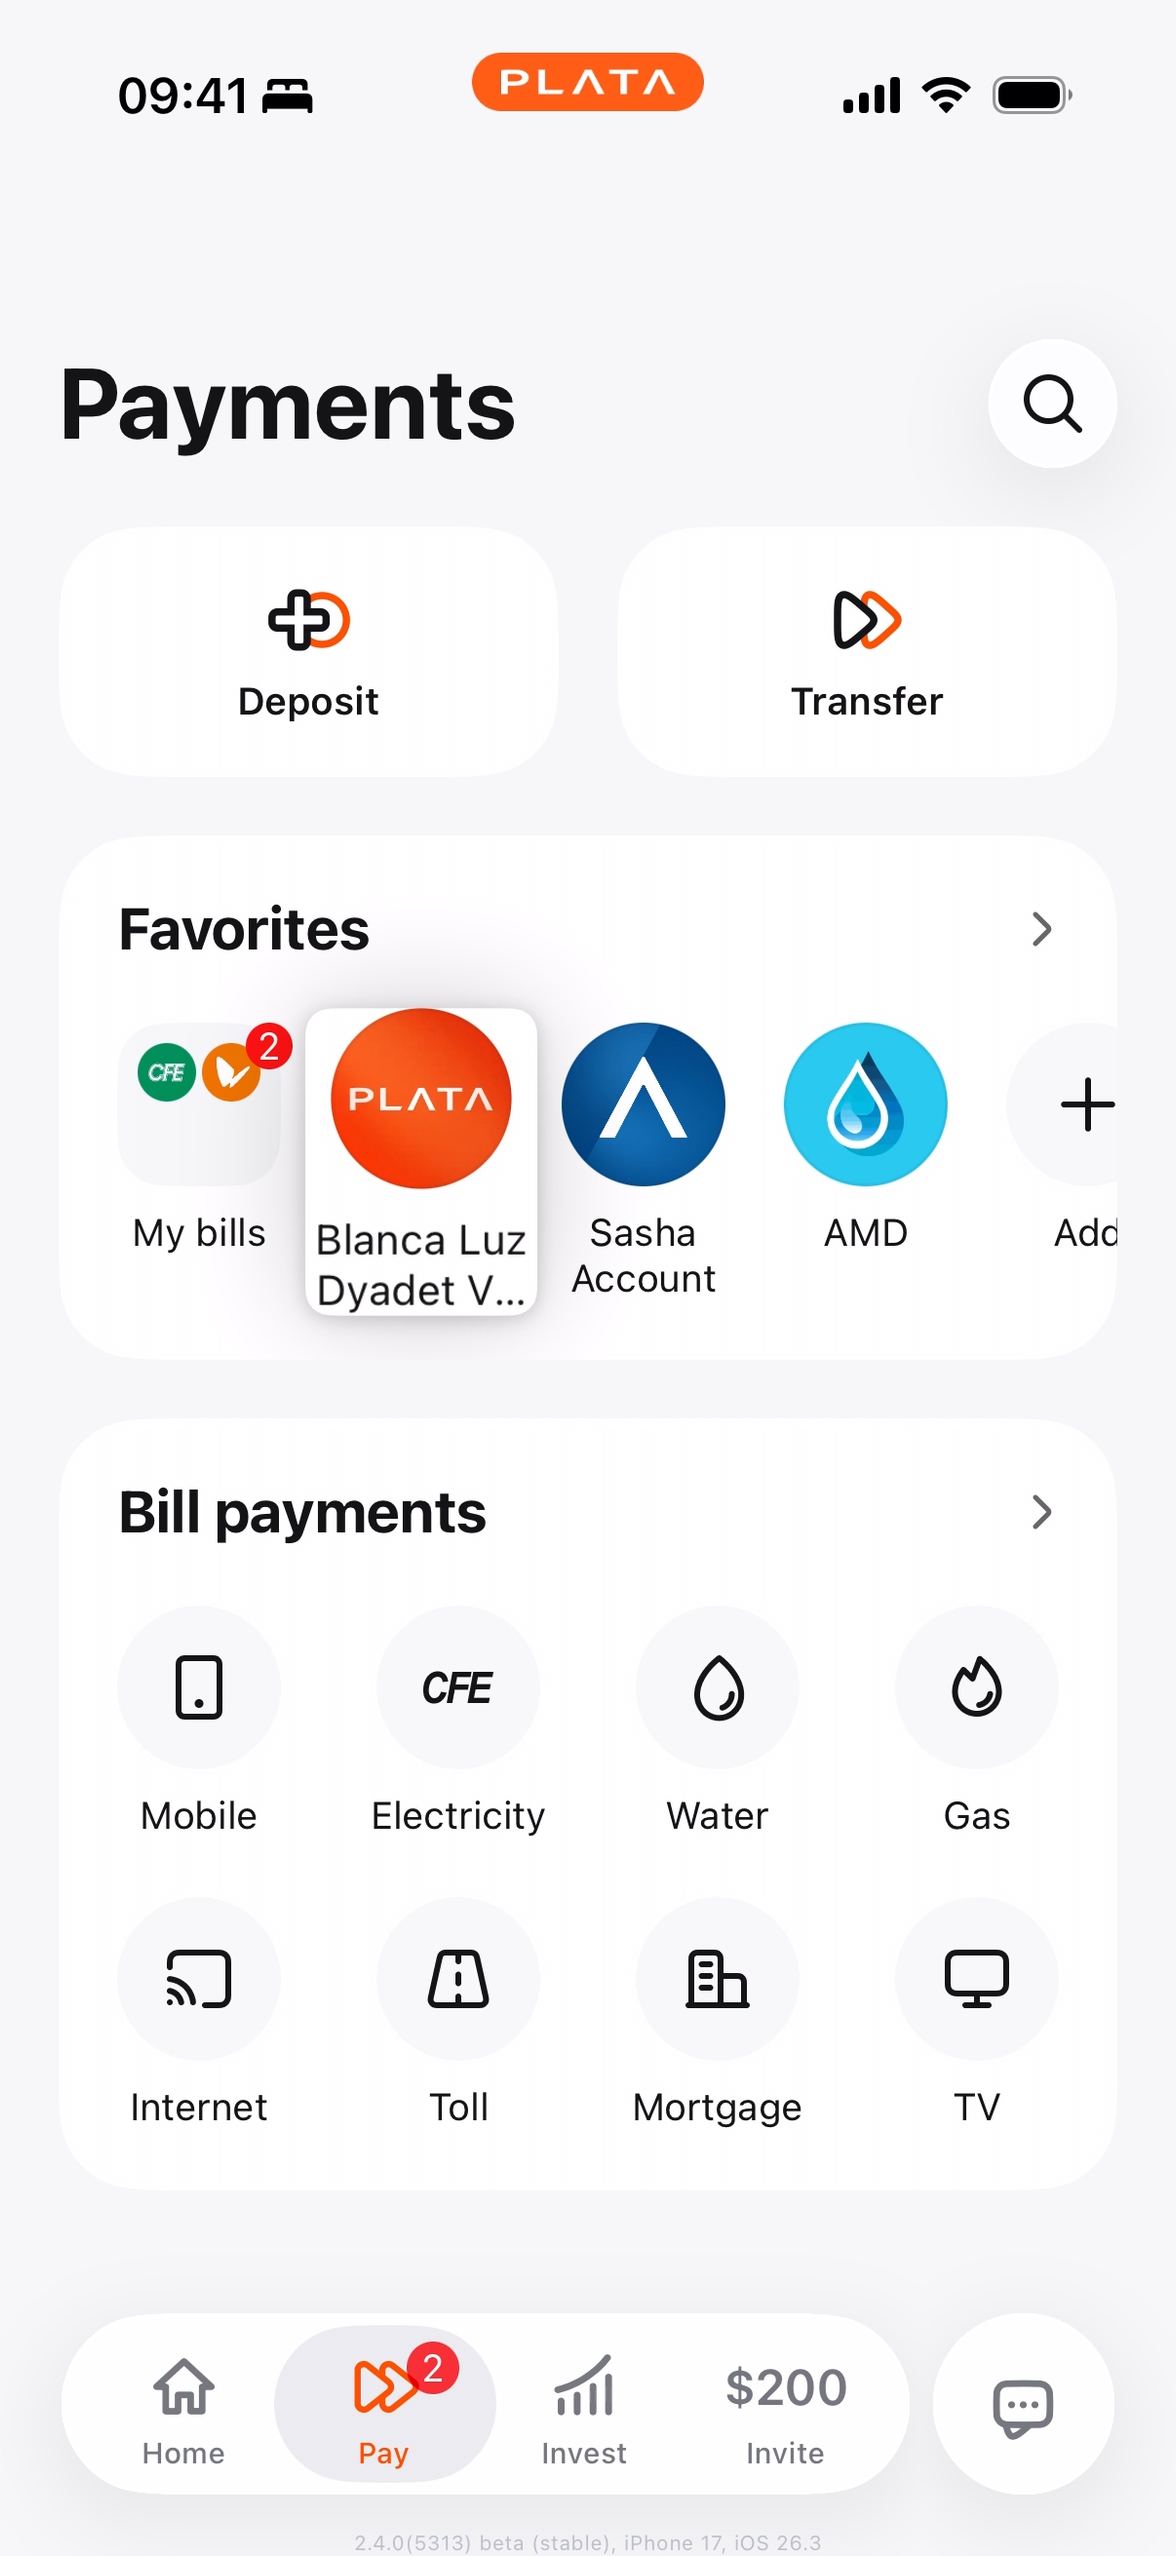 09:41
PLATA
Payments
Deposit
Transfer
Favorites
CFE
2
PLATA
My bills
Blanca Luz
Dyadet V...
Sasha
Account
AMD
Add
Bill payments
CFE
Mobile
Electricity
Water
Gas
Internet
Toll
Mortgage
TV
2
$200
Home
Pay
Invest
Invite
2.4.0(5313) beta (stable), iPhone 17, iOS 26.3